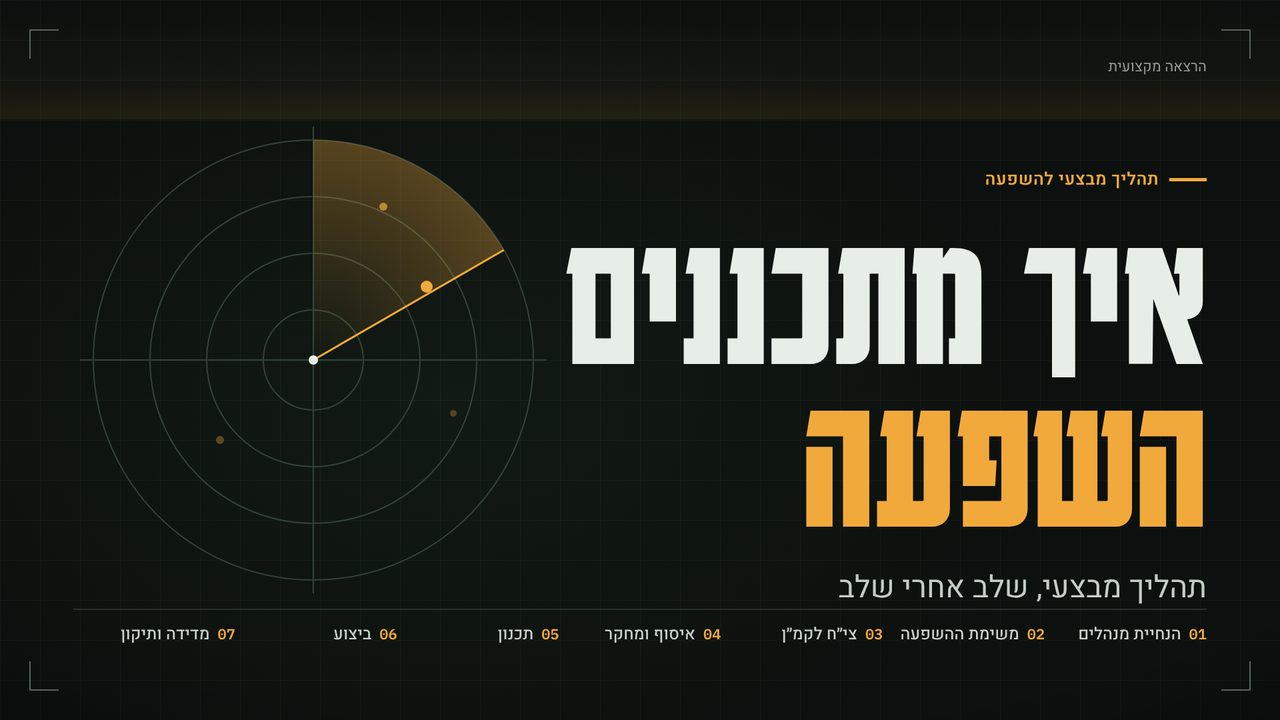 הרצאה מקצועית
תהליך מבצעי להשפעה
איך מתכננים
השפעה
תהליך מבצעי, שלב אחרי שלב
01 הנחיית מנהלים 02 משימת ההשפעה 03 צי״ח לקמ״ן 04 איסוף ומחקר 05 תכנון 06 ביצוע 07 מדידה ותיקון